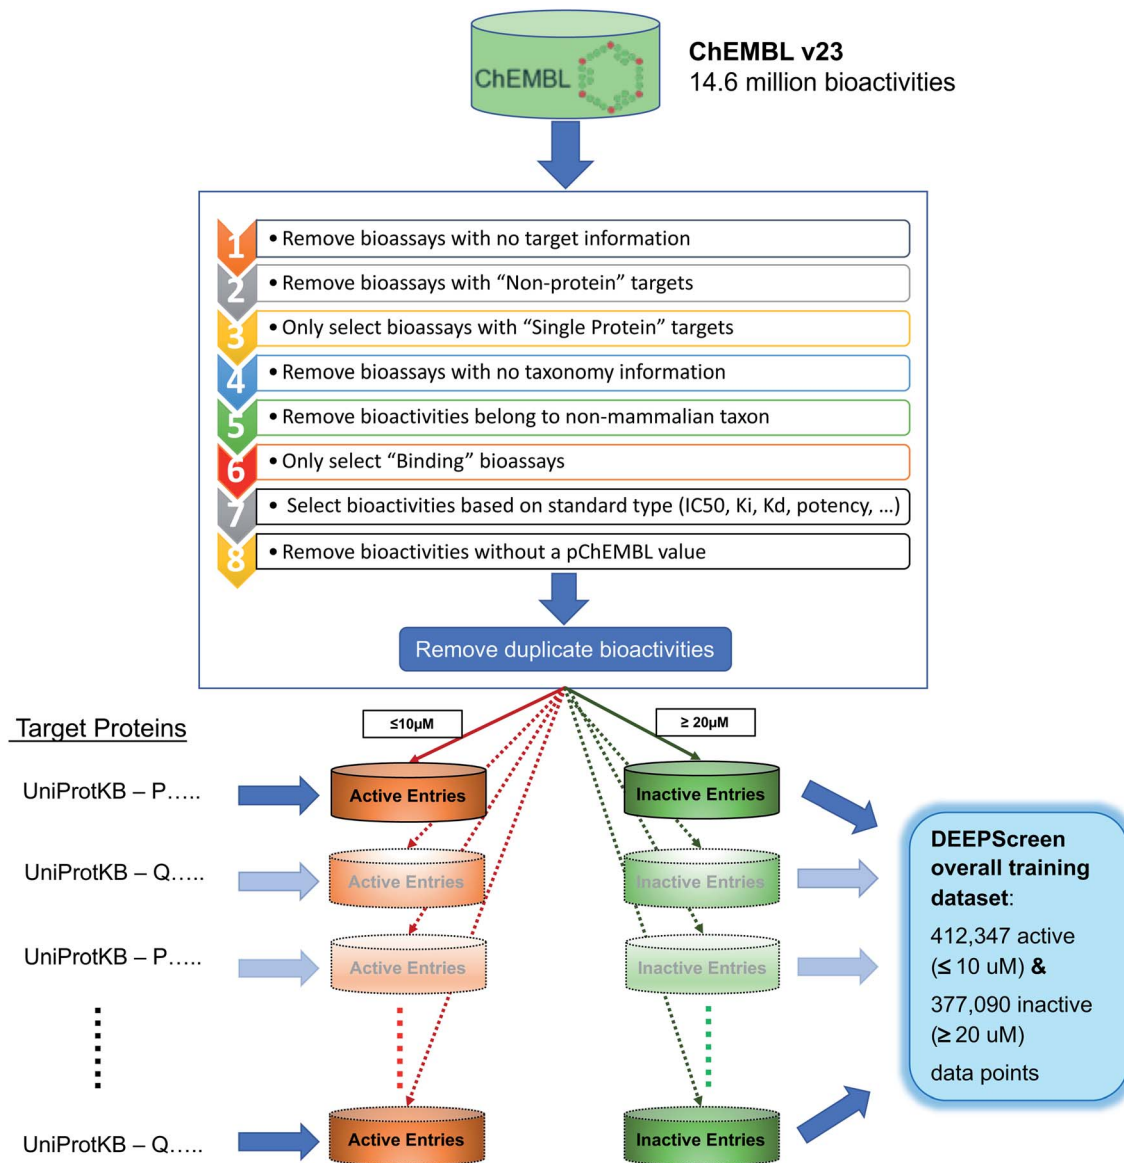 ChEMBL
ChEMBL v23
14.6 million bioactivities
1 • Remove bioassays with no target information
2 • Remove bioassays with “Non-protein” targets
3 • Only select bioassays with “Single Protein” targets
4 • Remove bioassays with no taxonomy information
5 • Remove bioactivities belong to non-mammalian taxon
6 • Only select “Binding” bioassays
7 • Select bioactivities based on standard type (IC50, Ki, Kd, potency, …)
8 • Remove bioactivities without a pChEMBL value
Remove duplicate bioactivities
≤10µM
≥ 20µM
Target Proteins
UniProtKB – P…..
Active Entries
Inactive Entries
UniProtKB – Q…..
Active Entries
Inactive Entries
UniProtKB – P…..
Active Entries
Inactive Entries
UniProtKB – Q…..
Active Entries
Inactive Entries
DEEPScreen
overall training
dataset:
412,347 active
(≤ 10 uM) &
377,090 inactive
(≥ 20 uM)
data points